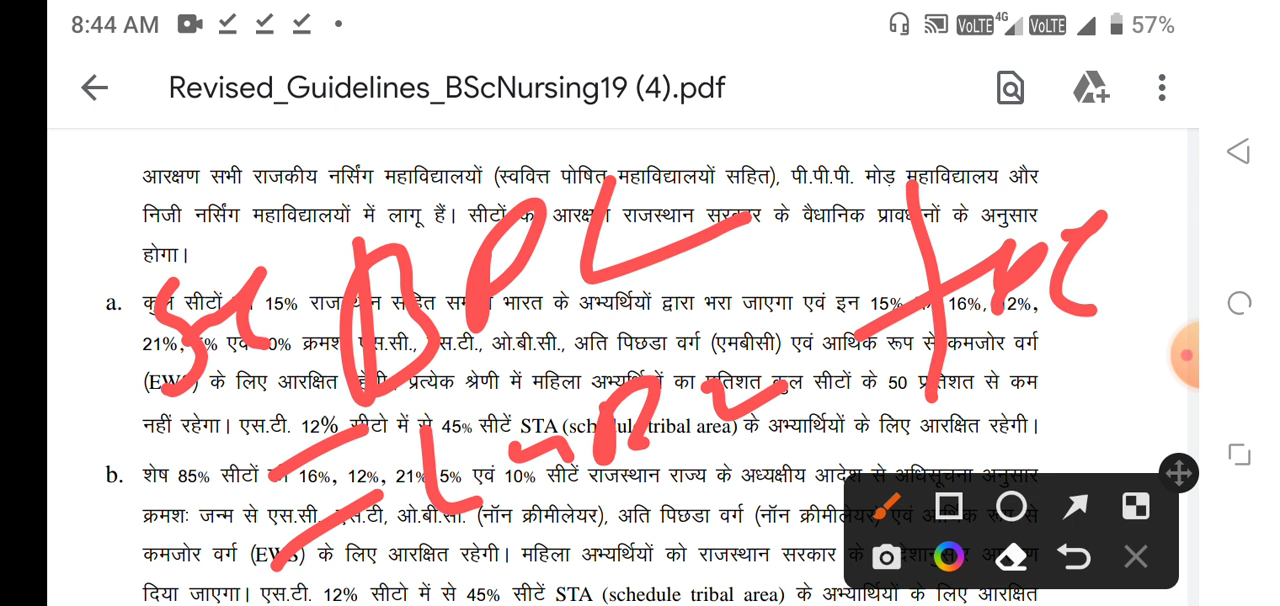 8:44 AM VoLTE 4G VoLTE 57%
Revised_Guidelines_BScNursing19 (4).pdf
आरक्षण सभी राजकीय नर्सिंग महाविद्यालयों (स्ववित्त पोषित महाविद्यालयों सहित), पी.पी.पी. मोड़ महाविद्यालय और
निजी नर्सिंग महाविद्यालयों में लागू हैं। सीटों का आरक्षण राजस्थान सरकार के वैधानिक प्रावधानों के अनुसार
होगा।
a. कुल सीटों 15% राजस्थान सहित समस्त भारत के अभ्यर्थियों द्वारा भरा जाएगा एवं इन 15% 16%, 12%,
21%, 5% एवं 10% क्रमशः एस.सी., एस.टी., ओ.बी.सी., अति पिछडा वर्ग (एमबीसी) एवं आर्थिक रूप से कमजोर वर्ग
(EWS) के लिए आरक्षित प्रत्येक श्रेणी में महिला अभ्यर्थियों का प्रतिशत कुल सीटों के 50 प्रतिशत से कम
नहीं रहेगा। एस.टी. 12% सीटो में से 45% सीटें STA (schedule tribal area) के अभ्यार्थियों के लिए आरक्षित रहेगी।
b. शेष 85% सीटों की 16%, 12%, 21% 5% एवं 10% सीटें राजस्थान राज्य के अध्यक्षीय आदेश से अधिसूचना अनुसार
क्रमशः जन्म से एस.सी. एस.टी, ओ.बी.सी. (नॉन क्रीमीलेयर), अति पिछडा वर्ग (नॉन क्रीमीलेयर) एवं आर्थिक रूप से
कमजोर वर्ग (EWS) के लिए आरक्षित रहेगी। महिला अभ्यर्थियों को राजस्थान सरकार के
दिया जाएगा। एस.टी. 12% सीटो में से 45% सीटें STA (schedule tribal area) के अभ्यार्थियों के लिए आरक्षित
BPL